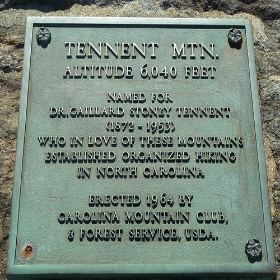 TENNENT MTN.
ALTITUDE 6,040 FEET
NAMED FOR
DR. GAILLARD STONEY TENNENT
(1872 - 1953)
WHO IN LOVE OF THESE MOUNTAINS
ESTABLISHED ORGANIZED HIKING
IN NORTH CAROLINA
ERECTED 1964 BY
CAROLINA MOUNTAIN CLUB,
& FOREST SERVICE, USDA.